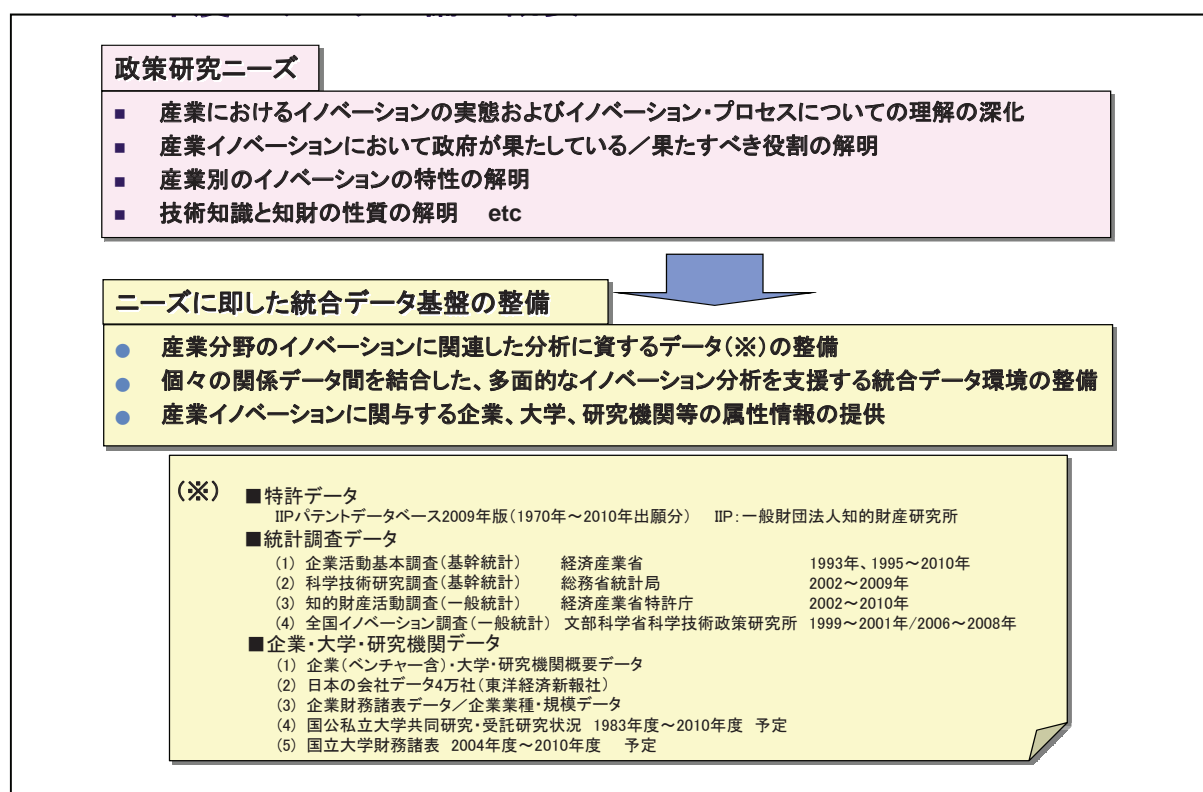 政策研究ニーズ
■ 産業におけるイノベーションの実態およびイノベーション・プロセスについての理解の深化
■ 産業イノベーションにおいて政府が果たしている／果たすべき役割の解明
■ 産業別のイノベーションの特性の解明
■ 技術知識と知財の性質の解明 etc
ニーズに即した統合データ基盤の整備
● 産業分野のイノベーションに関連した分析に資するデータ(※)の整備
● 個々の関係データ間を結合した、多面的なイノベーション分析を支援する統合データ環境の整備
● 産業イノベーションに関与する企業、大学、研究機関等の属性情報の提供
(※) ■特許データ
IIPパテントデータベース2009年版(1970年～2010年出願分) IIP:一般財団法人知的財産研究所
■統計調査データ
(1) 企業活動基本調査(基幹統計) 経済産業省 1993年、1995～2010年
(2) 科学技術研究調査(基幹統計) 総務省統計局 2002～2009年
(3) 知的財産活動調査(一般統計) 経済産業省特許庁 2002～2010年
(4) 全国イノベーション調査(一般統計) 文部科学省科学技術政策研究所 1999～2001年/2006～2008年
■企業・大学・研究機関データ
(1) 企業(ベンチャー含)・大学・研究機関概要データ
(2) 日本の会社データ4万社(東洋経済新報社)
(3) 企業財務諸表データ／企業業種・規模データ
(4) 国公私立大学共同研究・受託研究状況 1983年度～2010年度 予定
(5) 国立大学財務諸表 2004年度～2010年度 予定